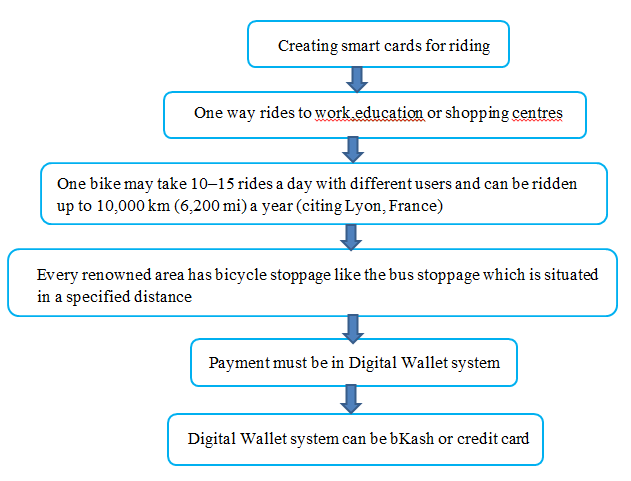 Creating smart cards for riding
One way rides to work,education or shopping centres
One bike may take 10–15 rides a day with different users and can be ridden
up to 10,000 km (6,200 mi) a year (citing Lyon, France)
Every renowned area has bicycle stoppage like the bus stoppage which is situated
in a specified distance
Payment must be in Digital Wallet system
Digital Wallet system can be bKash or credit card